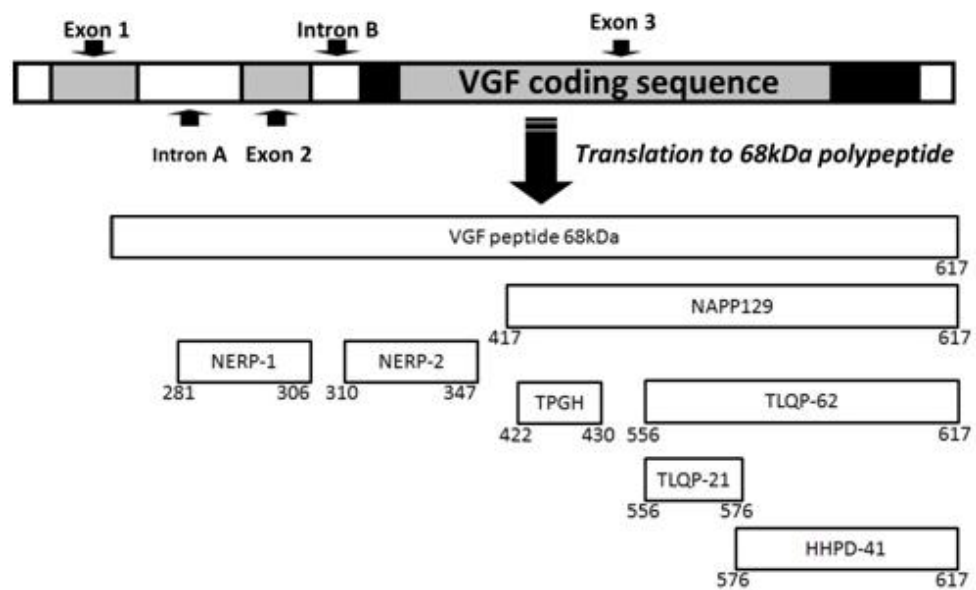 Exon 1
Intron B
Exon 3
VGF coding sequence
Intron A
Exon 2
Translation to 68kDa polypeptide
VGF peptide 68kDa
617
NAPP129
417
617
NERP-1
281
306
NERP-2
310
347
TPGH
422
430
TLQP-62
556
617
TLQP-21
556
576
HHPD-41
576
617